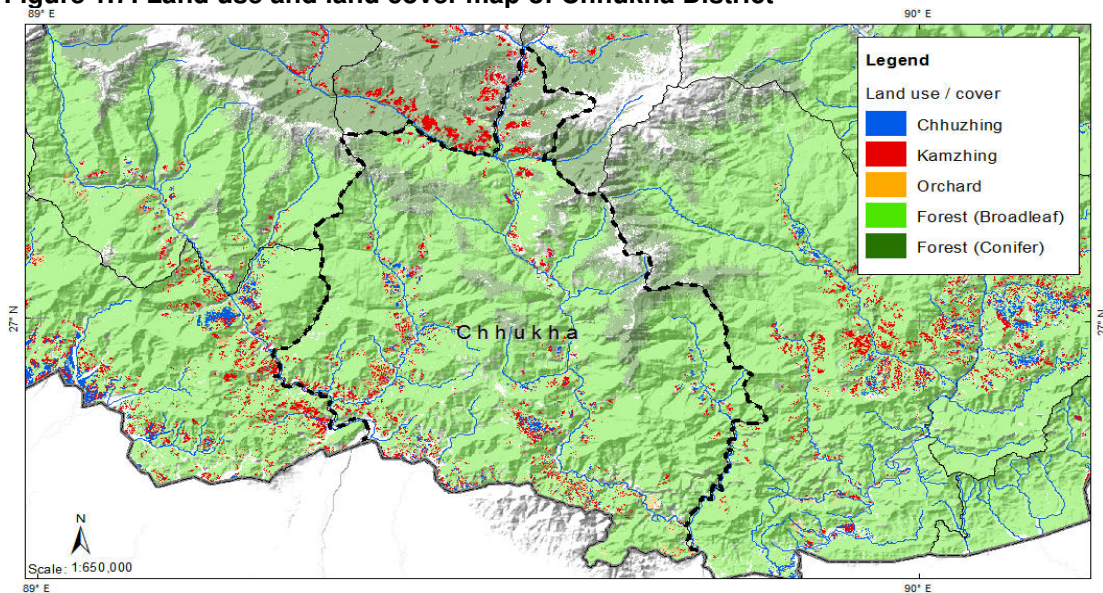 Figure 1.7. Land use and land cover map of Chhukha District
89° E
90° E
Legend
Land use / cover
Chhuzhing
Kamzhing
Orchard
Forest (Broadleaf)
Forest (Conifer)
27° N
Chhukha
27° N
N
Scale: 1:650,000
89° E
90° E